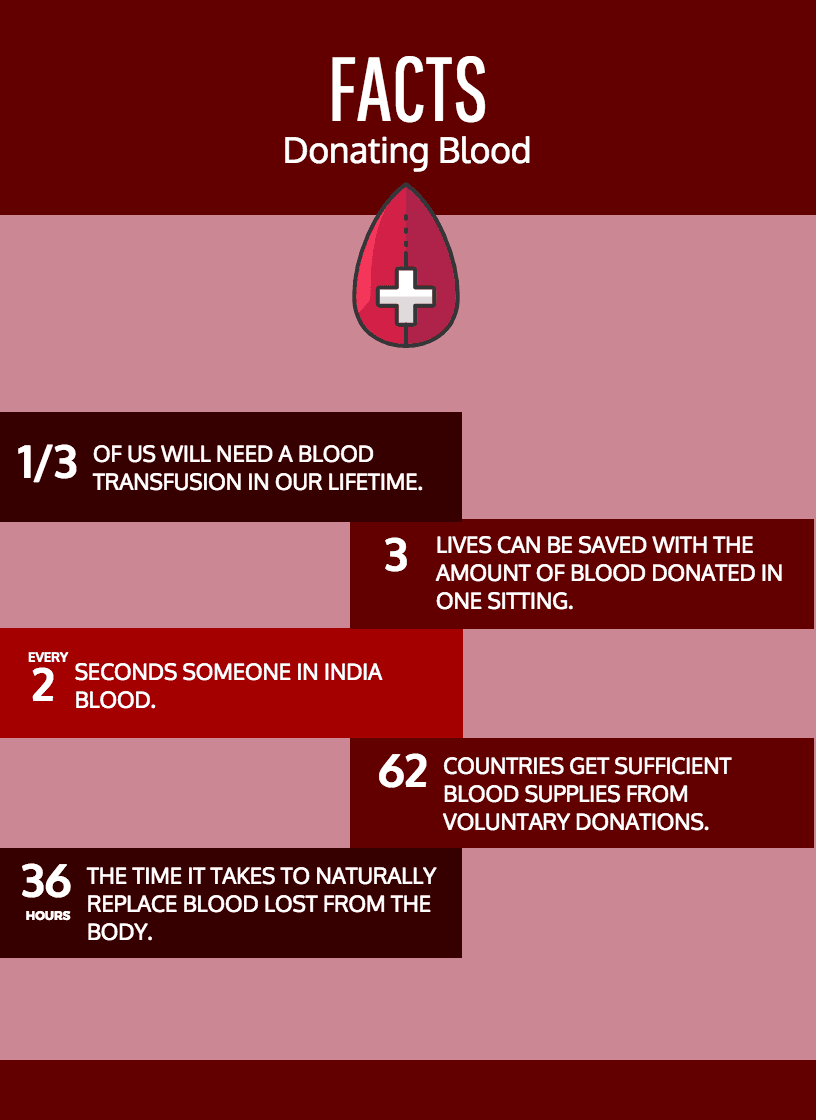 FACTS
Donating Blood
1/3 OF US WILL NEED A BLOOD
TRANSFUSION IN OUR LIFETIME.
3 LIVES CAN BE SAVED WITH THE
AMOUNT OF BLOOD DONATED IN
ONE SITTING.
EVERY
2 SECONDS SOMEONE IN INDIA
BLOOD.
62 COUNTRIES GET SUFFICIENT
BLOOD SUPPLIES FROM
VOLUNTARY DONATIONS.
36 THE TIME IT TAKES TO NATURALLY
HOURS REPLACE BLOOD LOST FROM THE
BODY.